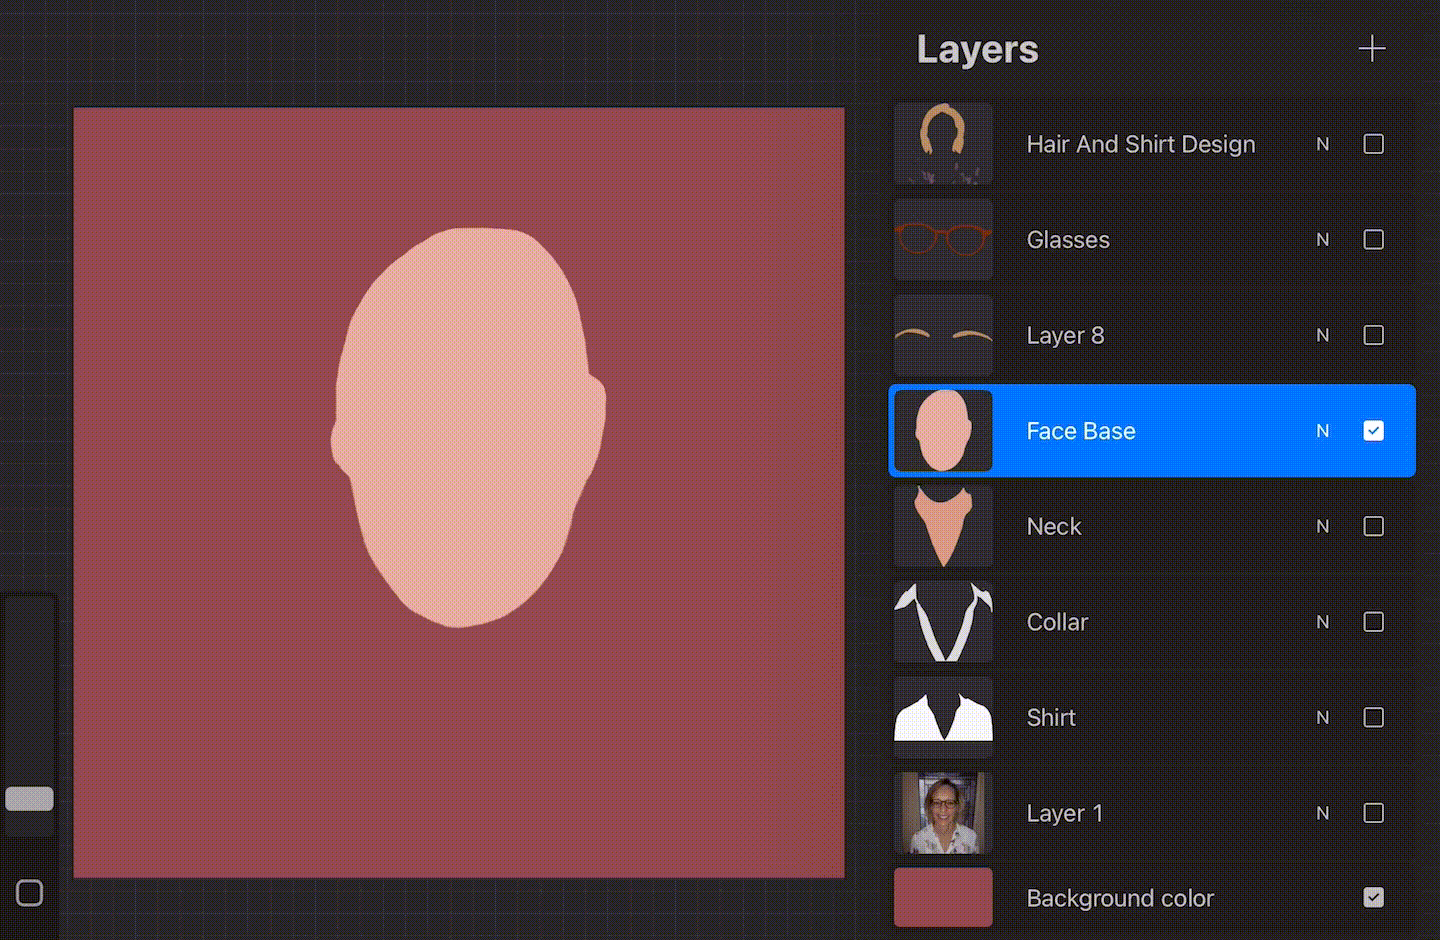 Layers
Hair And Shirt Design N
Glasses N
Layer 8 N
Face Base N
Neck N
Collar N
Shirt N
Layer 1 N
Background color